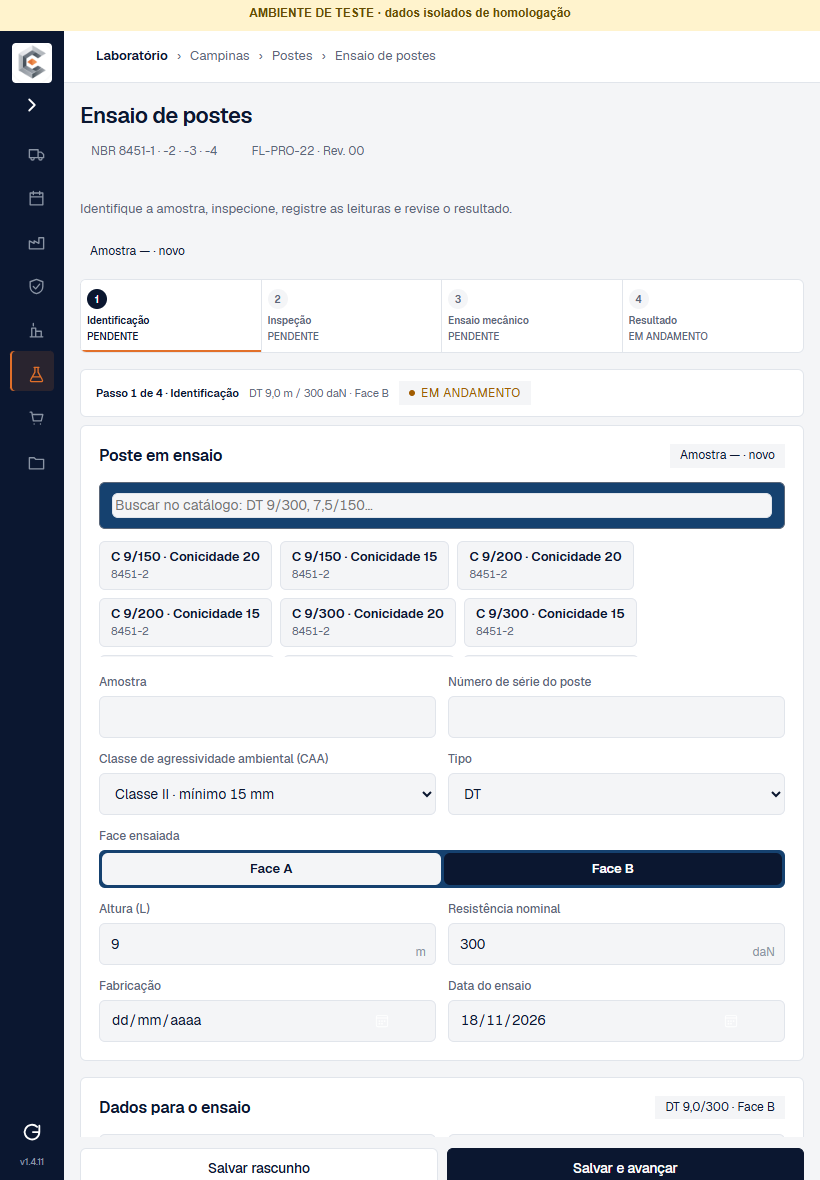 AMBIENTE DE TESTE · dados isolados de homologação
Laboratório › Campinas › Postes › Ensaio de postes
Ensaio de postes
NBR 8451-1 · -2 · -3 · -4 FL-PRO-22 · Rev. 00
Identifique a amostra, inspecione, registre as leituras e revise o resultado.
Amostra — · novo
1 2 3 4
Identificação Inspeção Ensaio mecânico Resultado
PENDENTE PENDENTE PENDENTE EM ANDAMENTO
Passo 1 de 4 · Identificação DT 9,0 m / 300 daN · Face B EM ANDAMENTO
Poste em ensaio Amostra — · novo
Buscar no catálogo: DT 9/300, 7,5/150…
C 9/150 · Conicidade 20 C 9/150 · Conicidade 15 C 9/200 · Conicidade 20
8451-2 8451-2 8451-2
C 9/200 · Conicidade 15 C 9/300 · Conicidade 20 C 9/300 · Conicidade 15
8451-2 8451-2 8451-2
Amostra Número de série do poste
Classe de agressividade ambiental (CAA) Tipo
Classe II · mínimo 15 mm DT
Face ensaiada
Face A Face B
Altura (L) Resistência nominal
9 m 300 daN
Fabricação Data do ensaio
dd/mm/aaaa 18/11/2026
Dados para o ensaio DT 9,0/300 · Face B
v1.4.11
Salvar rascunho Salvar e avançar